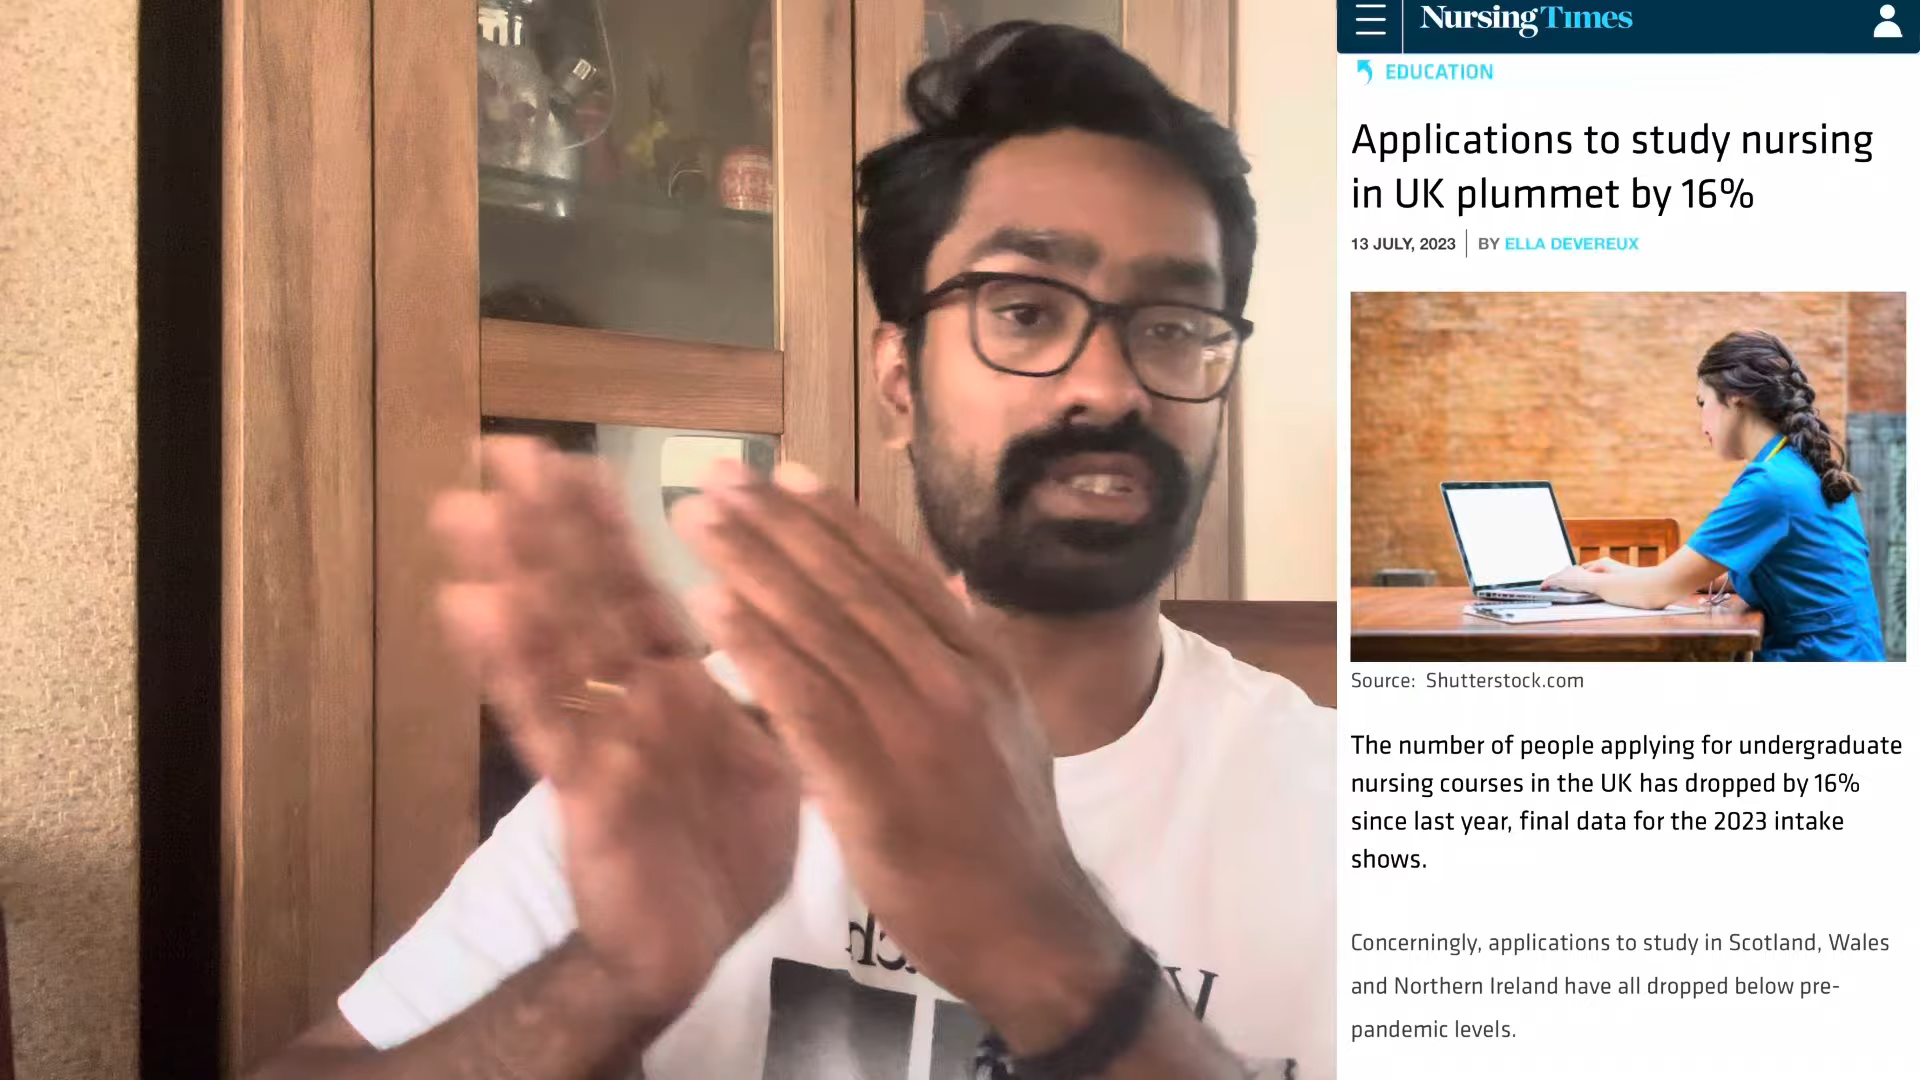 Nursing Times
EDUCATION
Applications to study nursing
in UK plummet by 16%
13 JULY, 2023 BY ELLA DEVEREUX
Source: Shutterstock.com
The number of people applying for undergraduate
nursing courses in the UK has dropped by 16%
since last year, final data for the 2023 intake
shows.
Concerningly, applications to study in Scotland, Wales
and Northern Ireland have all dropped below pre-
pandemic levels.